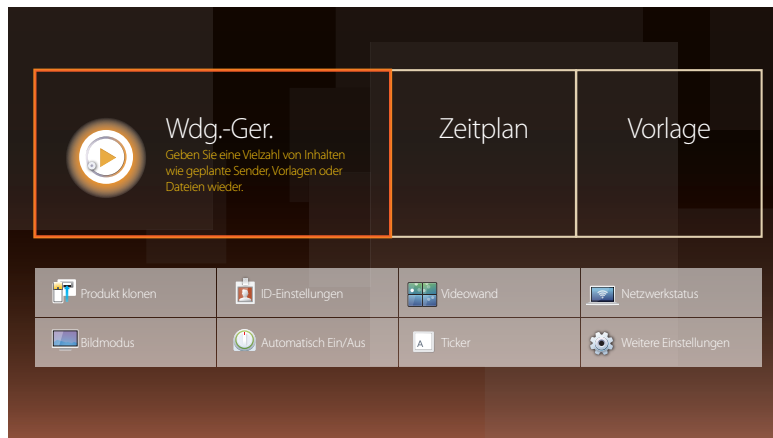 Wdg.-Ger.
Geben Sie eine Vielzahl von Inhalten
wie geplante Sender, Vorlagen oder
Dateien wieder.
Zeitplan
Vorlage
Produkt klonen
ID-Einstellungen
Videowand
Netzwerkstatus
Bildmodus
Automatisch Ein/Aus
A
Ticker
Weitere Einstellungen